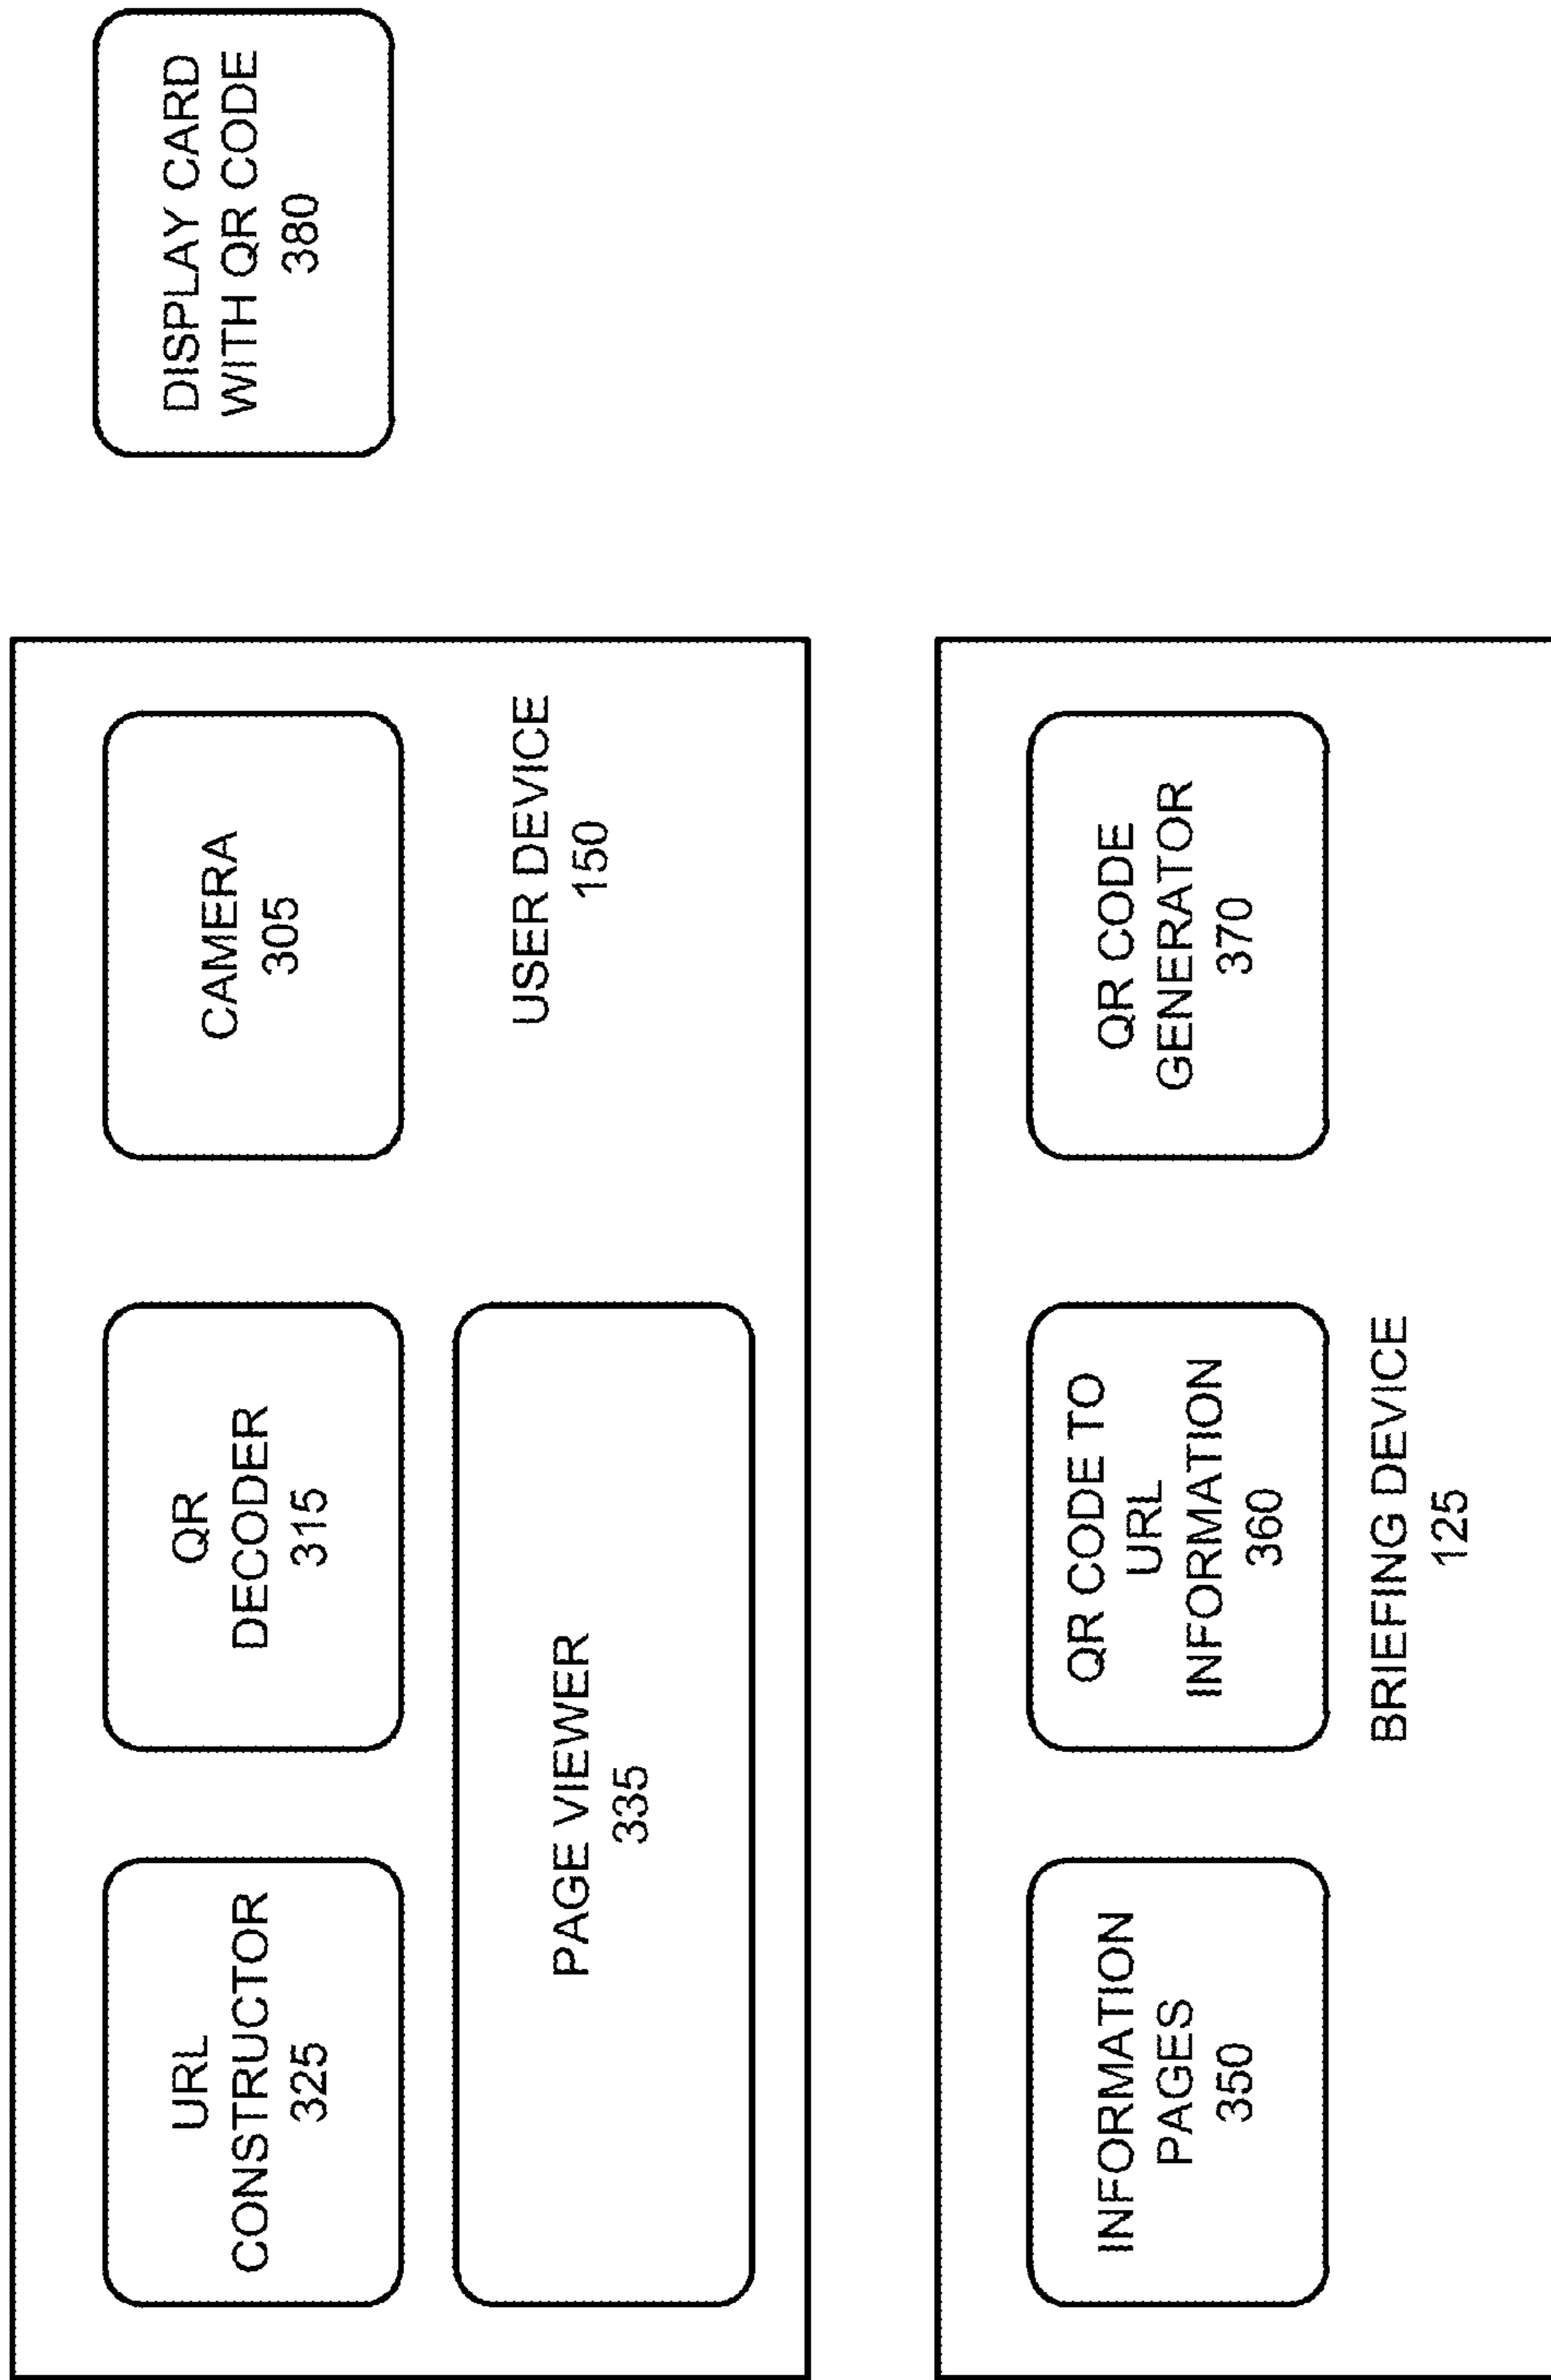 URL
CONSTRUCTOR
325
QR
DECODER
315
CAMERA
305
DISPLAY CARD
WITH QR CODE
380
PAGE VIEWER
335
USER DEVICE
150
INFORMATION
PAGES
350
QR CODE TO
URL
INFORMATION
360
QR CODE
GENERATOR
370
BRIEFING DEVICE
125